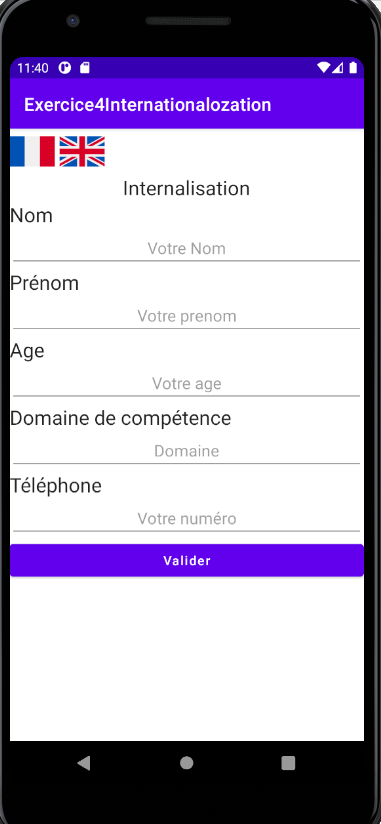 11:40
Exercice4Internationalozation
Internalisation
Nom
Votre Nom
Prénom
Votre prenom
Age
Votre age
Domaine de compétence
Domaine
Téléphone
Votre numéro
Valider